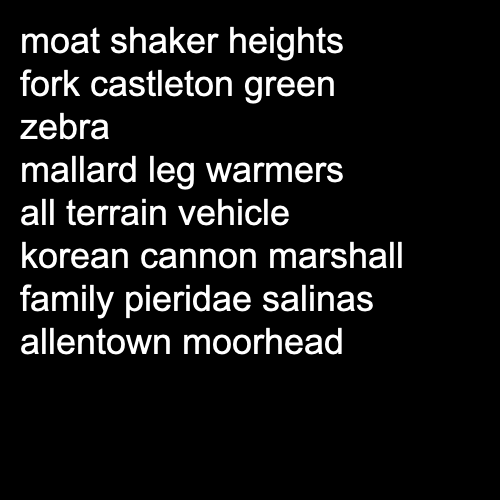 moat shaker heights
fork castleton green
zebra
mallard leg warmers
all terrain vehicle
korean cannon marshall
family pieridae salinas
allentown moorhead